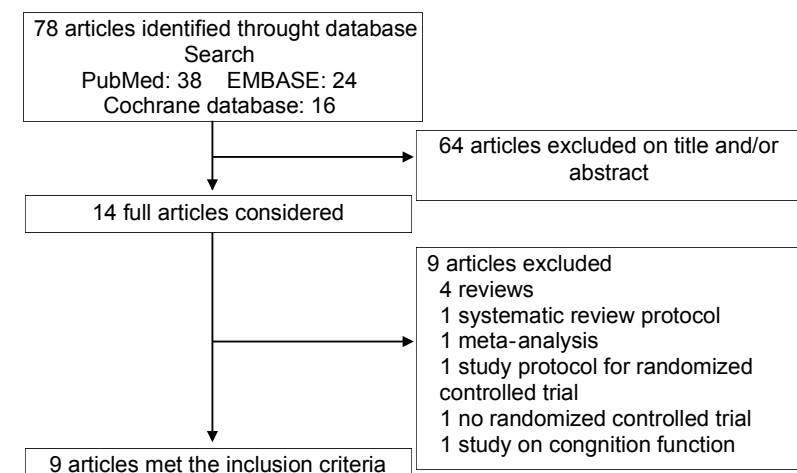 78 articles identified throught database
Search
PubMed: 38 EMBASE: 24
Cochrane database: 16
64 articles excluded on title and/or
abstract
14 full articles considered
9 articles excluded
4 reviews
1 systematic review protocol
1 meta-analysis
1 study protocol for randomized
controlled trial
1 no randomized controlled trial
1 study on congnition function
9 articles met the inclusion criteria